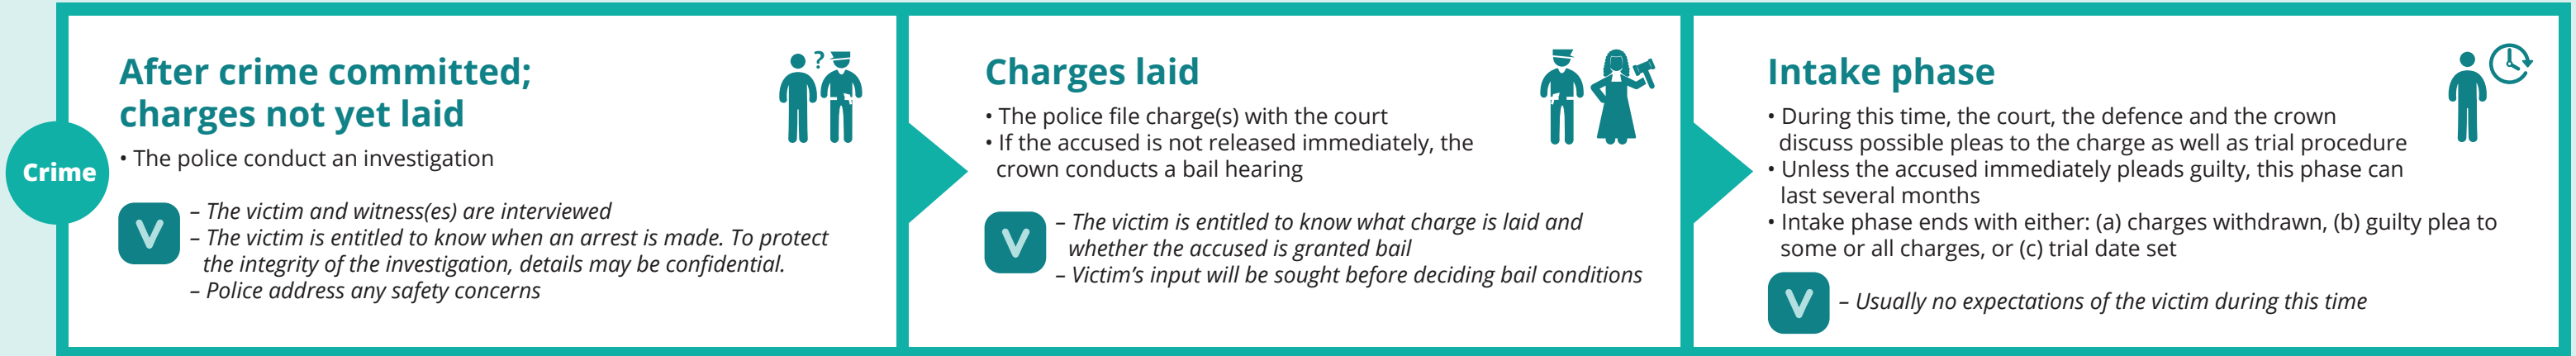 Crime
After crime committed;
charges not yet laid
?
• The police conduct an investigation
V
– The victim and witness(es) are interviewed
– The victim is entitled to know when an arrest is made. To protect
the integrity of the investigation, details may be confidential.
– Police address any safety concerns
Charges laid
• The police file charge(s) with the court
• If the accused is not released immediately, the
crown conducts a bail hearing
V
– The victim is entitled to know what charge is laid and
whether the accused is granted bail
– Victim’s input will be sought before deciding bail conditions
Intake phase
• During this time, the court, the defence and the crown
discuss possible pleas to the charge as well as trial procedure
• Unless the accused immediately pleads guilty, this phase can
last several months
• Intake phase ends with either: (a) charges withdrawn, (b) guilty plea to
some or all charges, or (c) trial date set
V
– Usually no expectations of the victim during this time